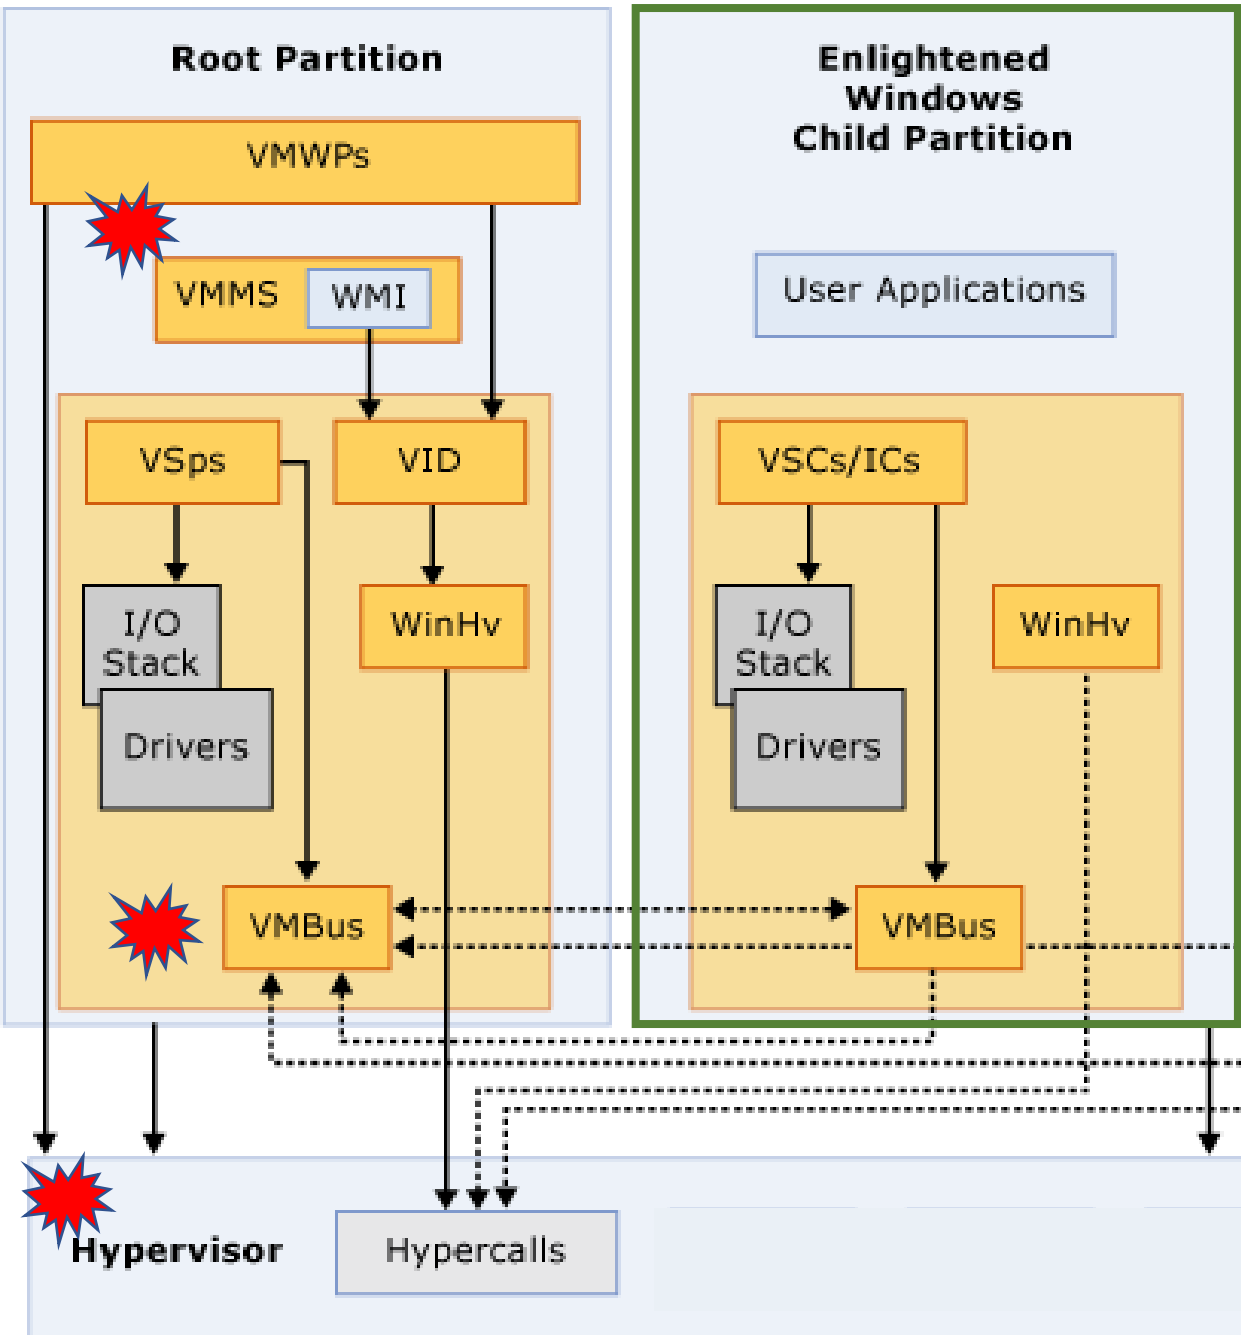 Root Partition
VMWPs
VMMS
WMI
VSps
VID
I/O
Stack
WinHv
Drivers
VMBus
Enlightened
Windows
Child Partition
User Applications
VSCs/ICs
I/O
Stack
WinHv
Drivers
VMBus
Hypervisor
Hypercalls